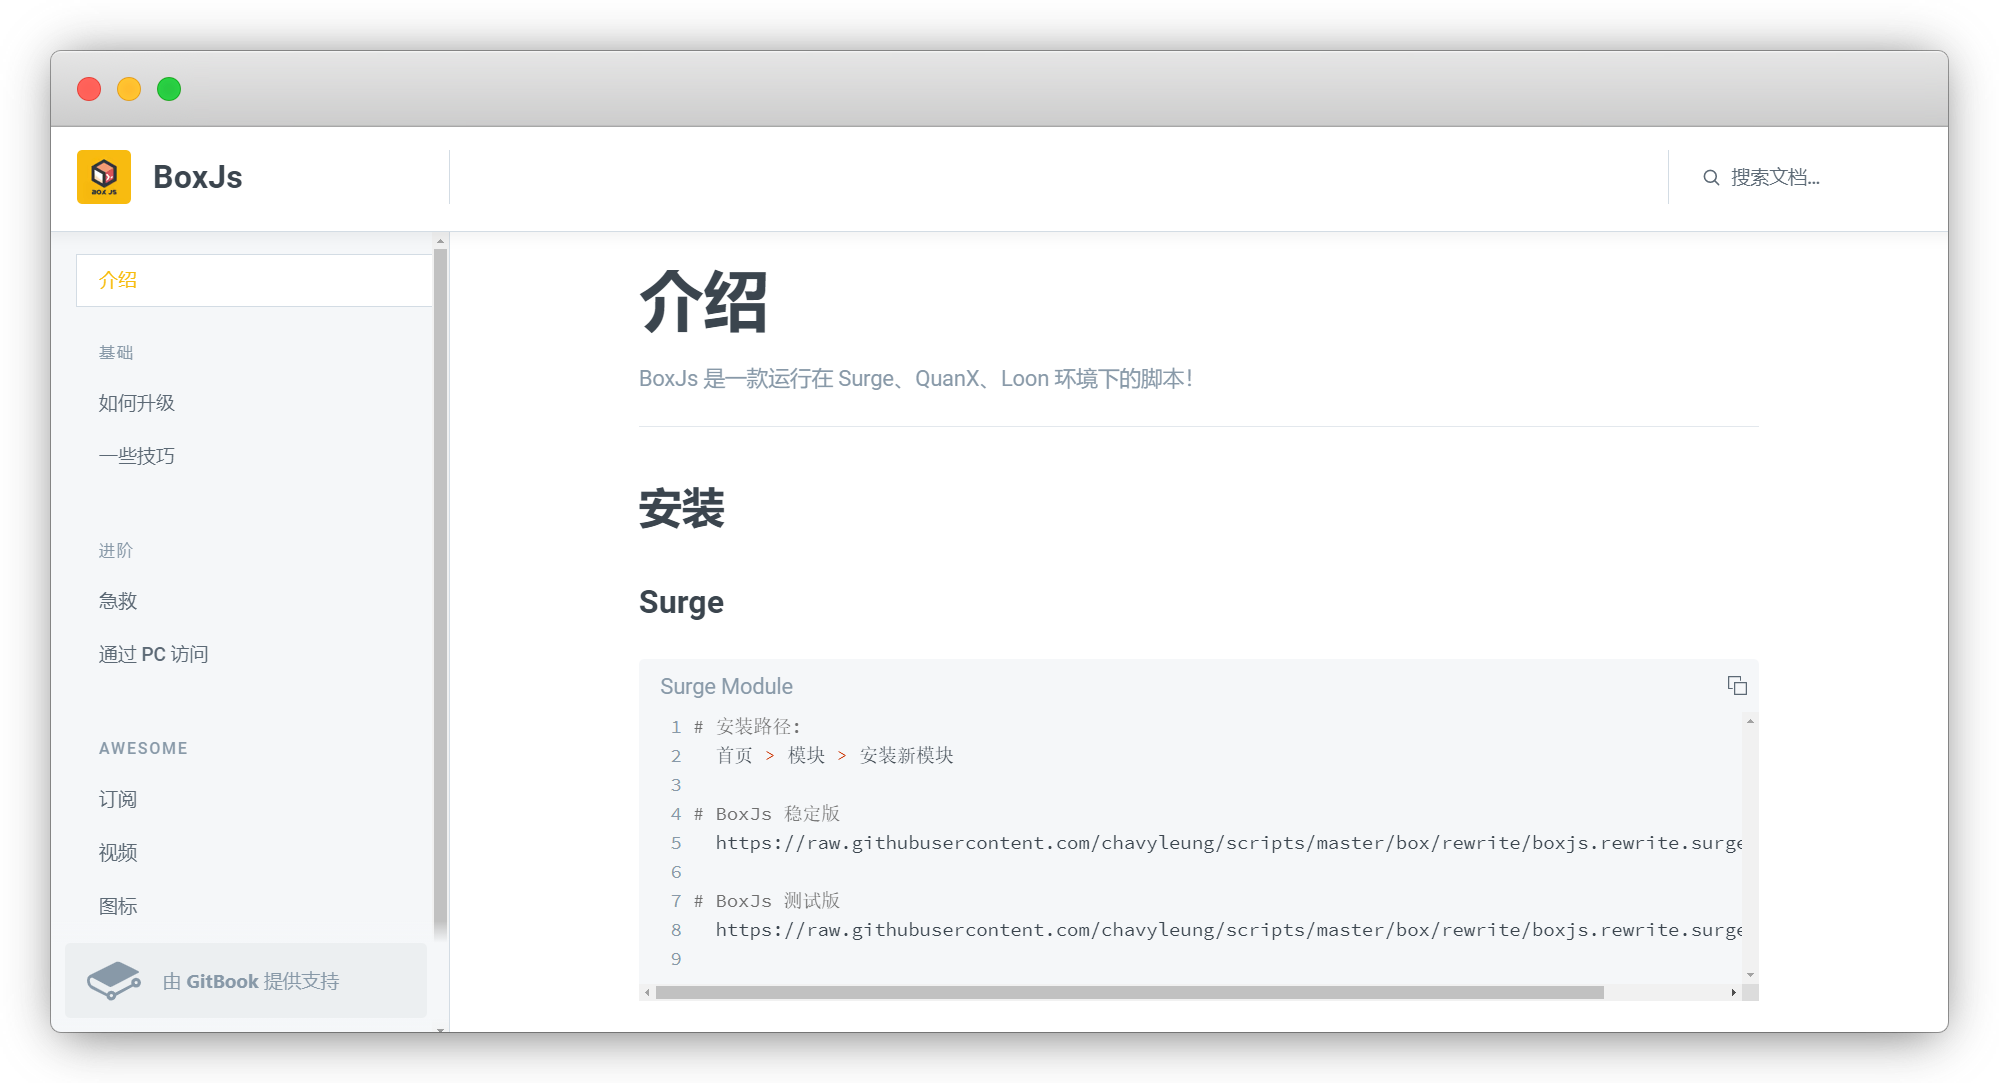 BOX JS
BoxJs
搜索文档...
介绍
基础
如何升级
一些技巧
进阶
急救
通过 PC 访问
AWESOME
订阅
视频
图标
由 GitBook 提供支持
介绍
BoxJs 是一款运行在 Surge、QuanX、Loon 环境下的脚本！
安装
Surge
Surge Module
1 # 安装路径:
2 首页 > 模块 > 安装新模块
3
4 # BoxJs 稳定版
5 https://raw.githubusercontent.com/chavyleung/scripts/master/box/rewrite/boxjs.rewrite.surge
6
7 # BoxJs 测试版
8 https://raw.githubusercontent.com/chavyleung/scripts/master/box/rewrite/boxjs.rewrite.surge
9